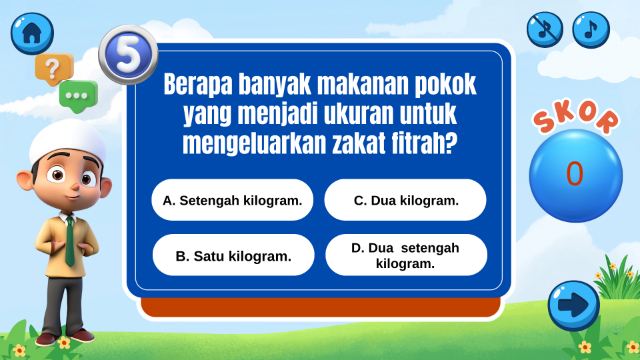 5
Berapa banyak makanan pokok
yang menjadi ukuran untuk
mengeluarkan zakat fitrah?
A. Setengah kilogram.
C. Dua kilogram.
B. Satu kilogram.
D. Dua setengah
kilogram.
SKOR
0
?